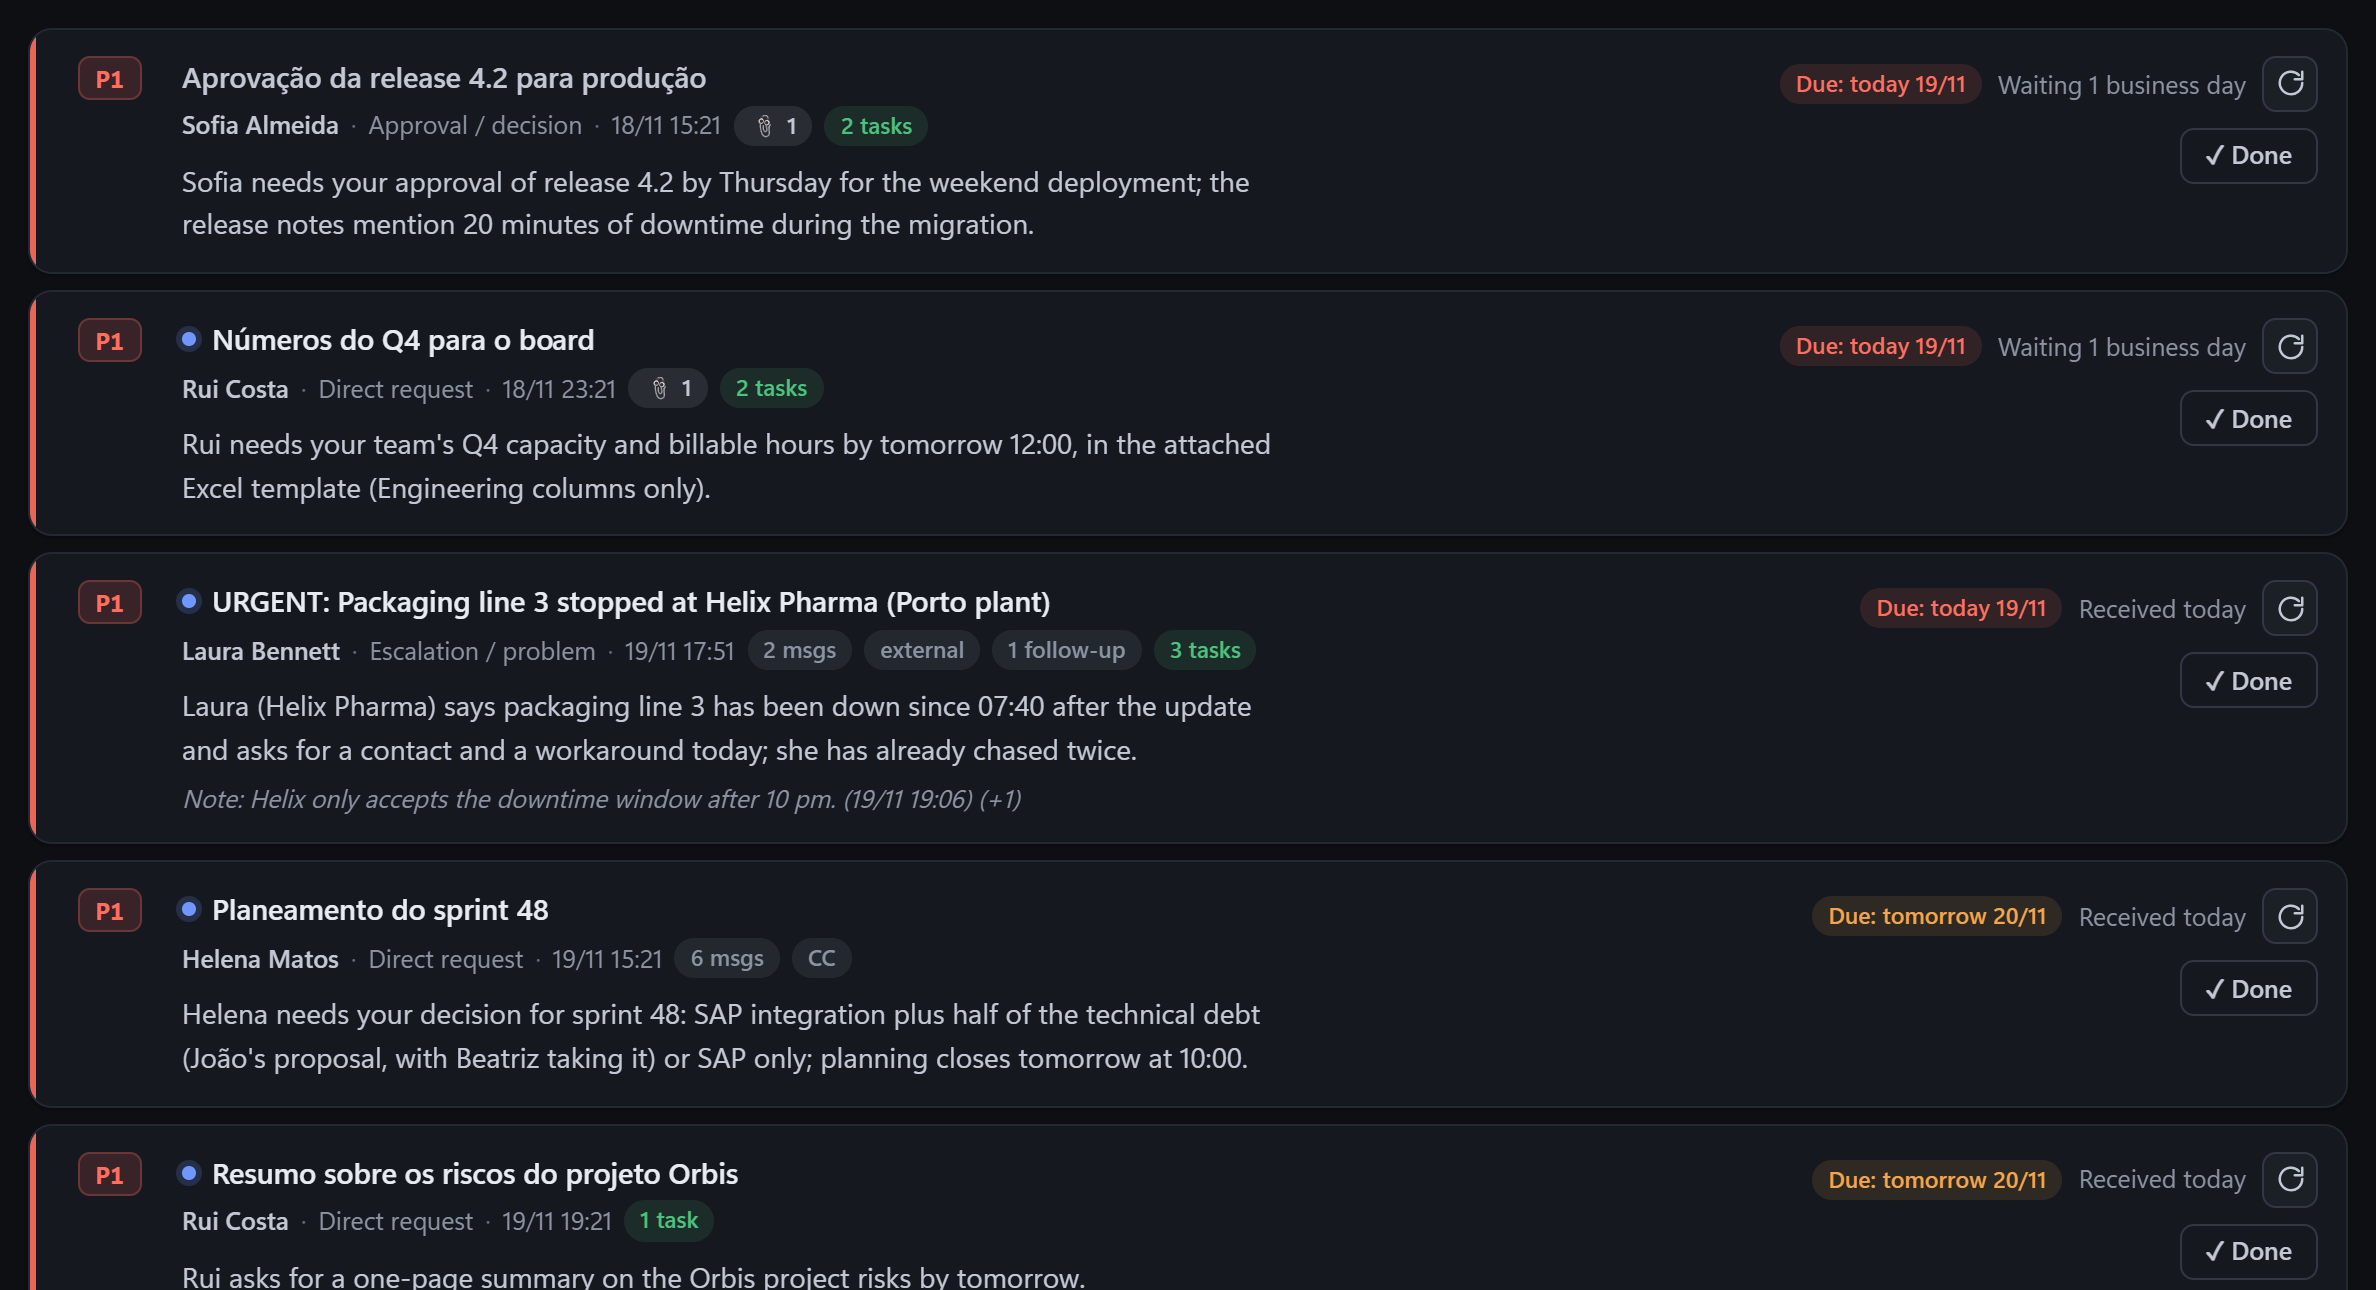 P1 Aprovação da release 4.2 para produção Due: today 19/11 Waiting 1 business day
Sofia Almeida · Approval / decision · 18/11 15:21 1 2 tasks
✓ Done
Sofia needs your approval of release 4.2 by Thursday for the weekend deployment; the
release notes mention 20 minutes of downtime during the migration.
P1 Números do Q4 para o board Due: today 19/11 Waiting 1 business day
Rui Costa · Direct request · 18/11 23:21 1 2 tasks
✓ Done
Rui needs your team's Q4 capacity and billable hours by tomorrow 12:00, in the attached
Excel template (Engineering columns only).
P1 URGENT: Packaging line 3 stopped at Helix Pharma (Porto plant) Due: today 19/11 Received today
Laura Bennett · Escalation / problem · 19/11 17:51 2 msgs external 1 follow-up 3 tasks
✓ Done
Laura (Helix Pharma) says packaging line 3 has been down since 07:40 after the update
and asks for a contact and a workaround today; she has already chased twice.
Note: Helix only accepts the downtime window after 10 pm. (19/11 19:06) (+1)
P1 Planeamento do sprint 48 Due: tomorrow 20/11 Received today
Helena Matos · Direct request · 19/11 15:21 6 msgs CC
✓ Done
Helena needs your decision for sprint 48: SAP integration plus half of the technical debt
(João's proposal, with Beatriz taking it) or SAP only; planning closes tomorrow at 10:00.
P1 Resumo sobre os riscos do projeto Orbis Due: tomorrow 20/11 Received today
Rui Costa · Direct request · 19/11 19:21 1 task
✓ Done
Rui asks for a one-page summary on the Orbis project risks by tomorrow.